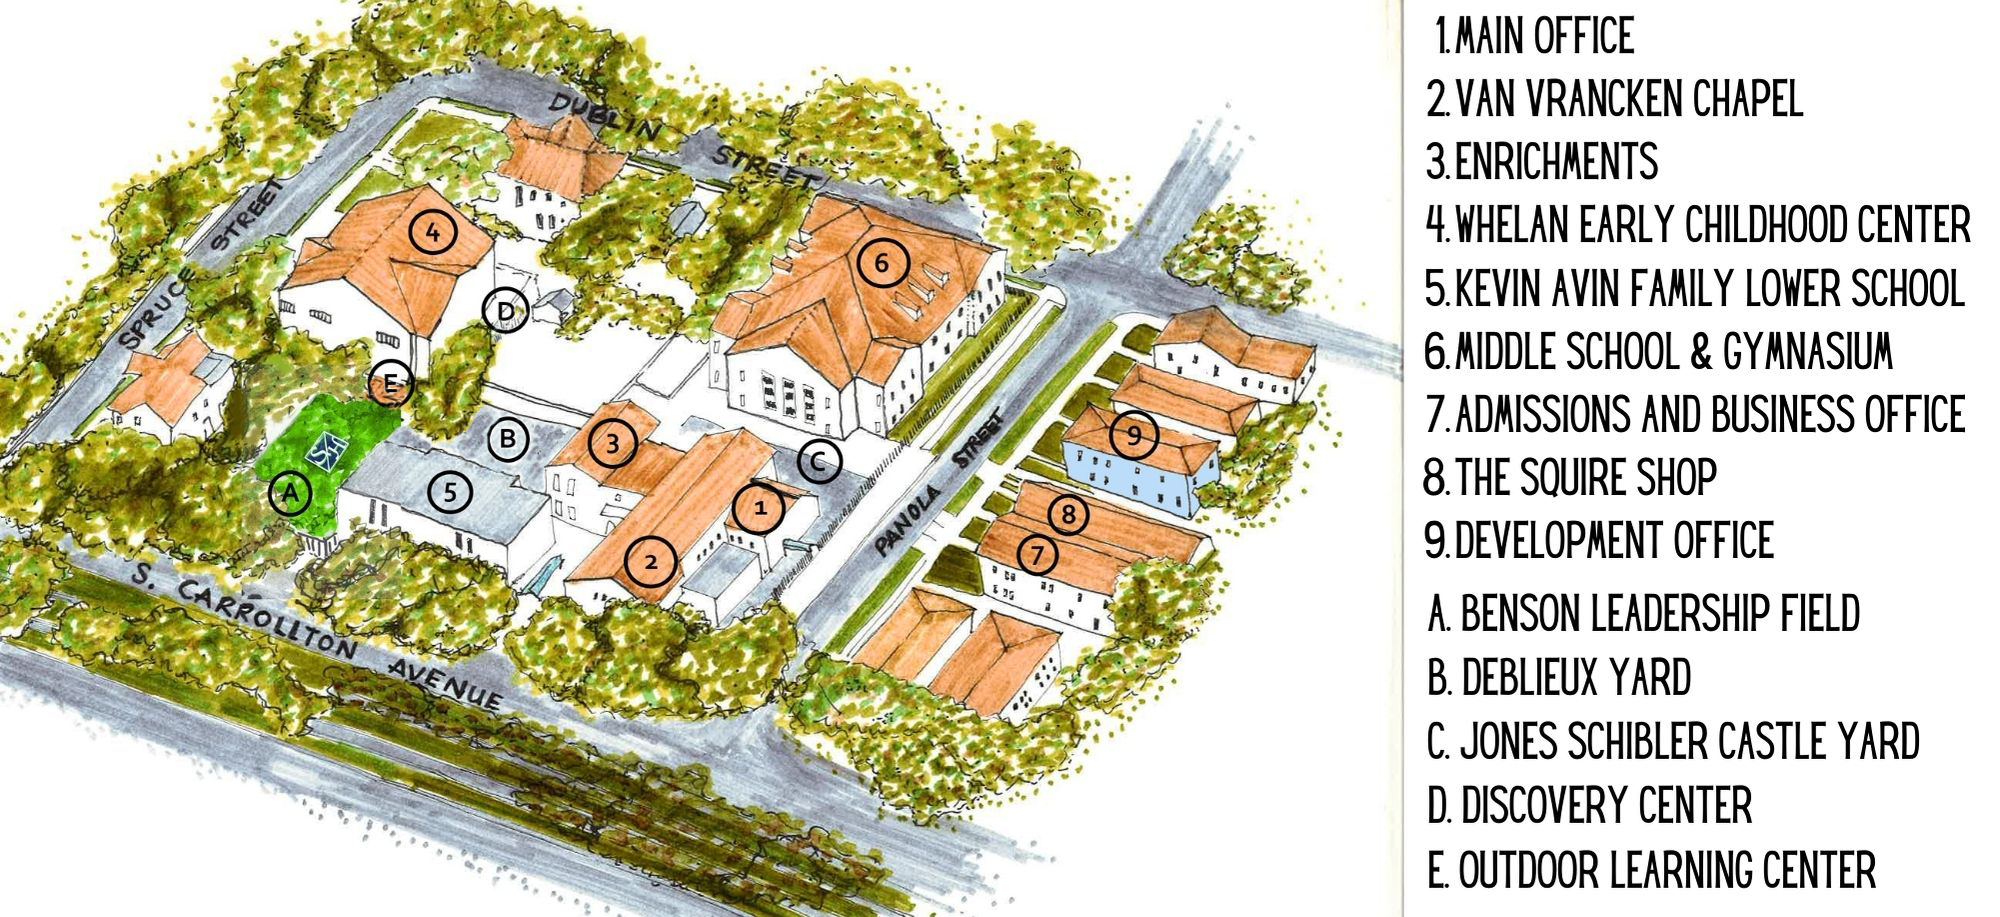 DUBLIN STREET
SPRUCE STREET
4
6
D
E
9
B
3
C
SH
A
5
1
8
2
7
PANOLA STREET
S. CARROLLTON AVENUE
1. MAIN OFFICE
2. VAN VRANCKEN CHAPEL
3. ENRICHMENTS
4. WHELAN EARLY CHILDHOOD CENTER
5. KEVIN AVIN FAMILY LOWER SCHOOL
6. MIDDLE SCHOOL & GYMNASIUM
7. ADMISSIONS AND BUSINESS OFFICE
8. THE SQUIRE SHOP
9. DEVELOPMENT OFFICE
A. BENSON LEADERSHIP FIELD
B. DEBLIEUX YARD
C. JONES SCHIBLER CASTLE YARD
D. DISCOVERY CENTER
E. OUTDOOR LEARNING CENTER